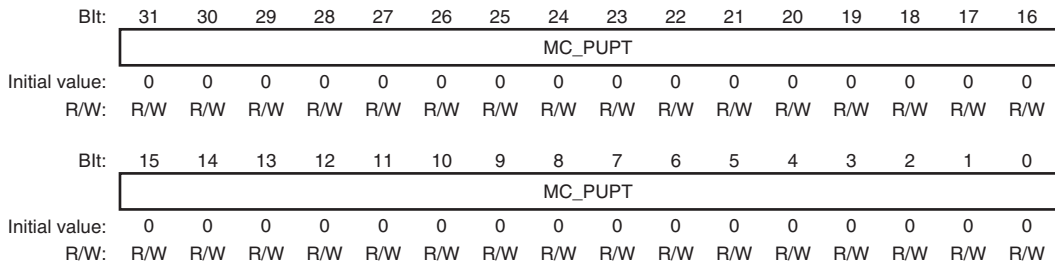 BIt: 31 30 29 28 27 26 25 24 23 22 21 20 19 18 17 16
MC_PUPT
Initial value: 0 0 0 0 0 0 0 0 0 0 0 0 0 0 0 0
R/W: R/W R/W R/W R/W R/W R/W R/W R/W R/W R/W R/W R/W R/W R/W R/W R/W
BIt: 15 14 13 12 11 10 9 8 7 6 5 4 3 2 1 0
MC_PUPT
Initial value: 0 0 0 0 0 0 0 0 0 0 0 0 0 0 0 0
R/W: R/W R/W R/W R/W R/W R/W R/W R/W R/W R/W R/W R/W R/W R/W R/W R/W